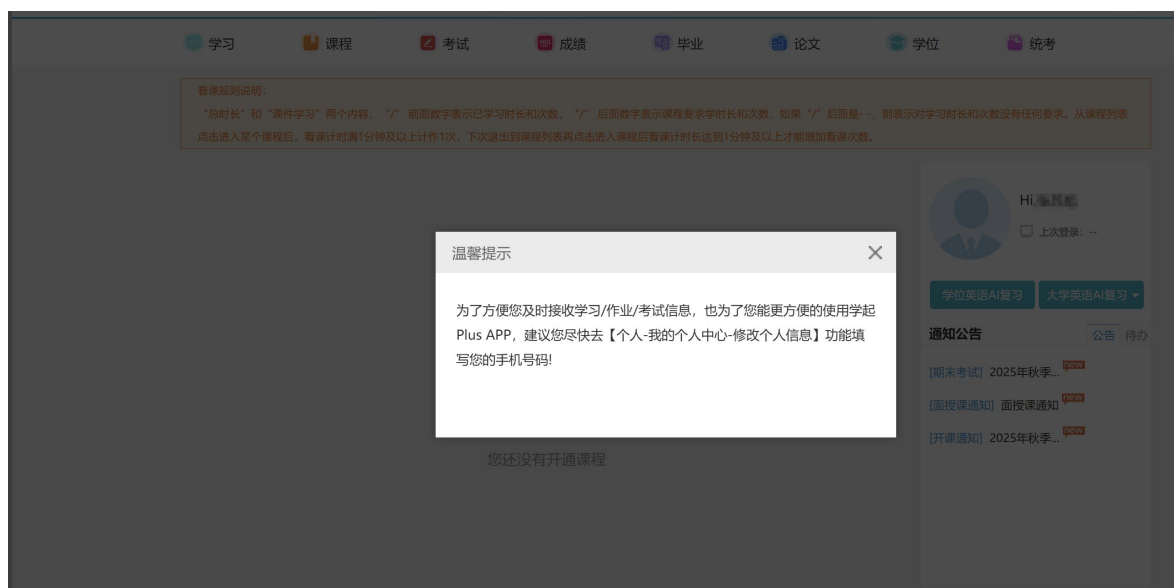 学习
课程
考试
成绩
毕业
论文
学位
统考
看课规则说明:
“总时长”和“课件学习”两个内容，“/”前面数字表示已学习时长和次数，“/”后面数字表示课程要求学时长和次数，如果“/”后面是- -，则表示对学习时长和次数没有任何要求。从课程列表
点击进入某个课程后，看课计时满1分钟及以上计作1次，下次退出到课程列表再点击进入课程后看课计时长达到1分钟及以上才能增加看课次数。
Hi,
上次登录: --
学位英语AI复习 大学英语AI复习
通知公告 公告 待办
[期末考试] 2025年秋季... new
[面授课通知] 面授课通知 new
[开课通知] 2025年秋季... new
温馨提示
为了方便您及时接收学习/作业/考试信息，也为了您能更方便的使用学起
Plus APP，建议您尽快去【个人-我的个人中心-修改个人信息】功能填
写您的手机号码!
您还没有开通课程